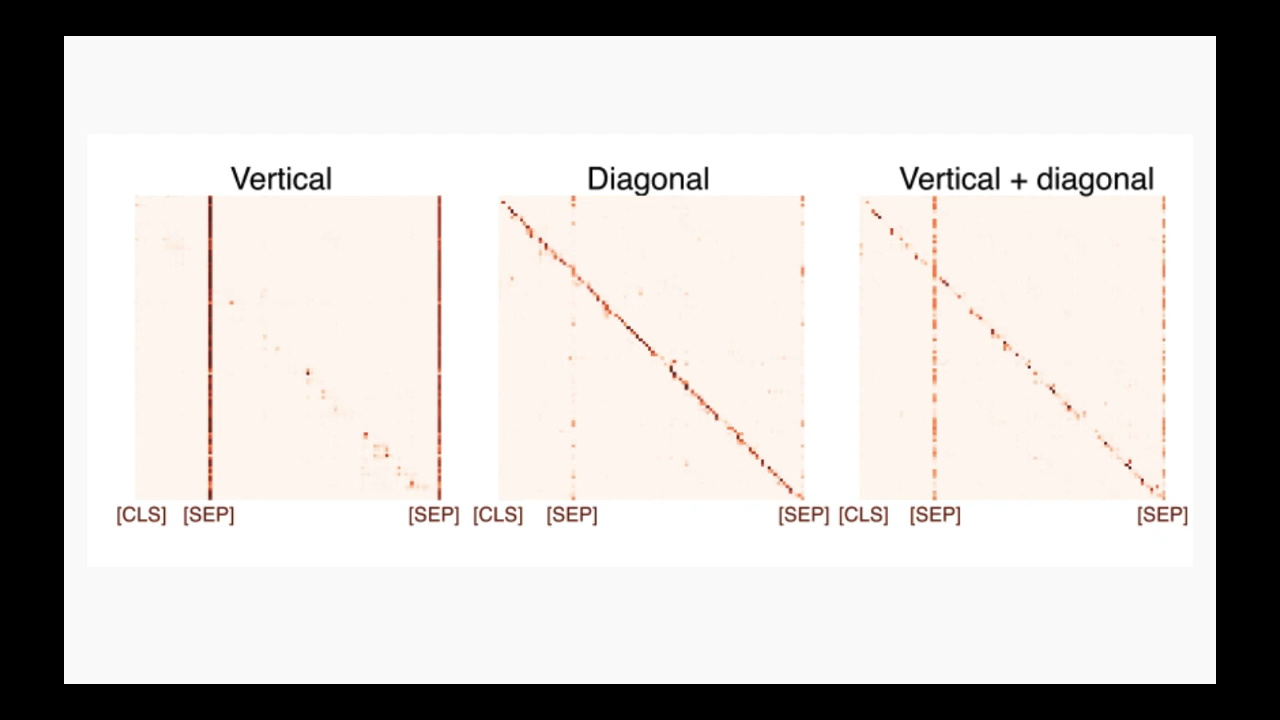 Vertical
Diagonal
Vertical + diagonal
[CLS] [SEP] [SEP] [CLS] [SEP] [SEP] [CLS] [SEP] [SEP]